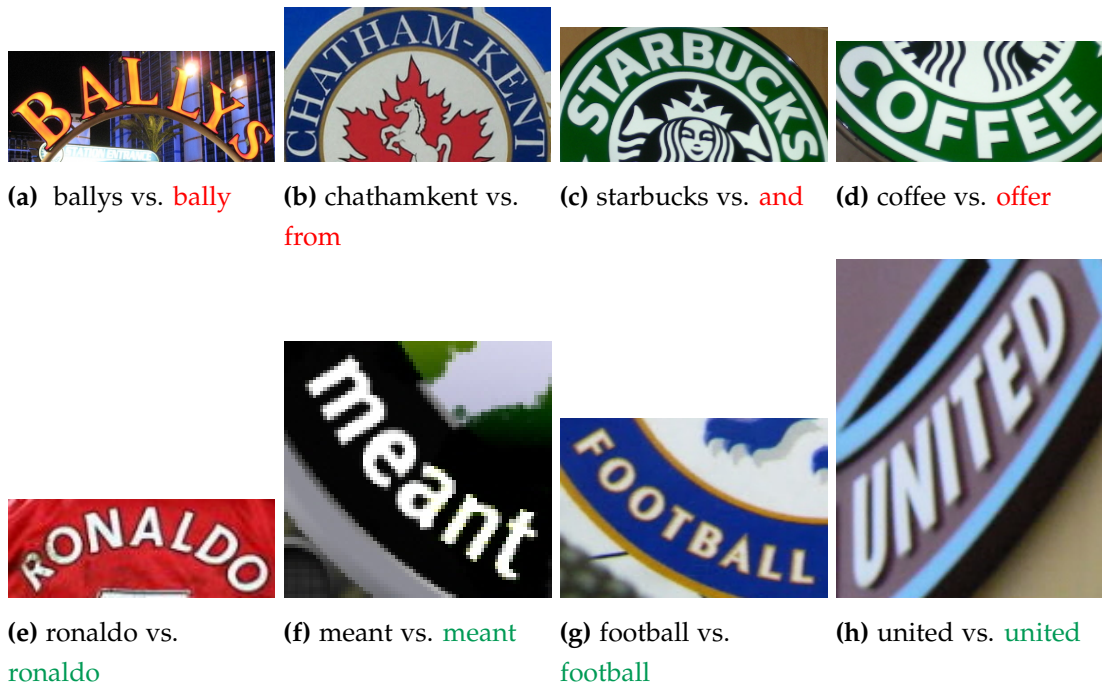 BALLYS
CHATHAM-KENT
STARBUCKS
COFFEE
(a) ballys vs. bally
(b) chathamkent vs.
from
(c) starbucks vs. and
(d) coffee vs. offer
RONALDO
meant
FOOTBALL
UNITED
(e) ronaldo vs.
ronaldo
(f) meant vs. meant
(g) football vs.
football
(h) united vs. united